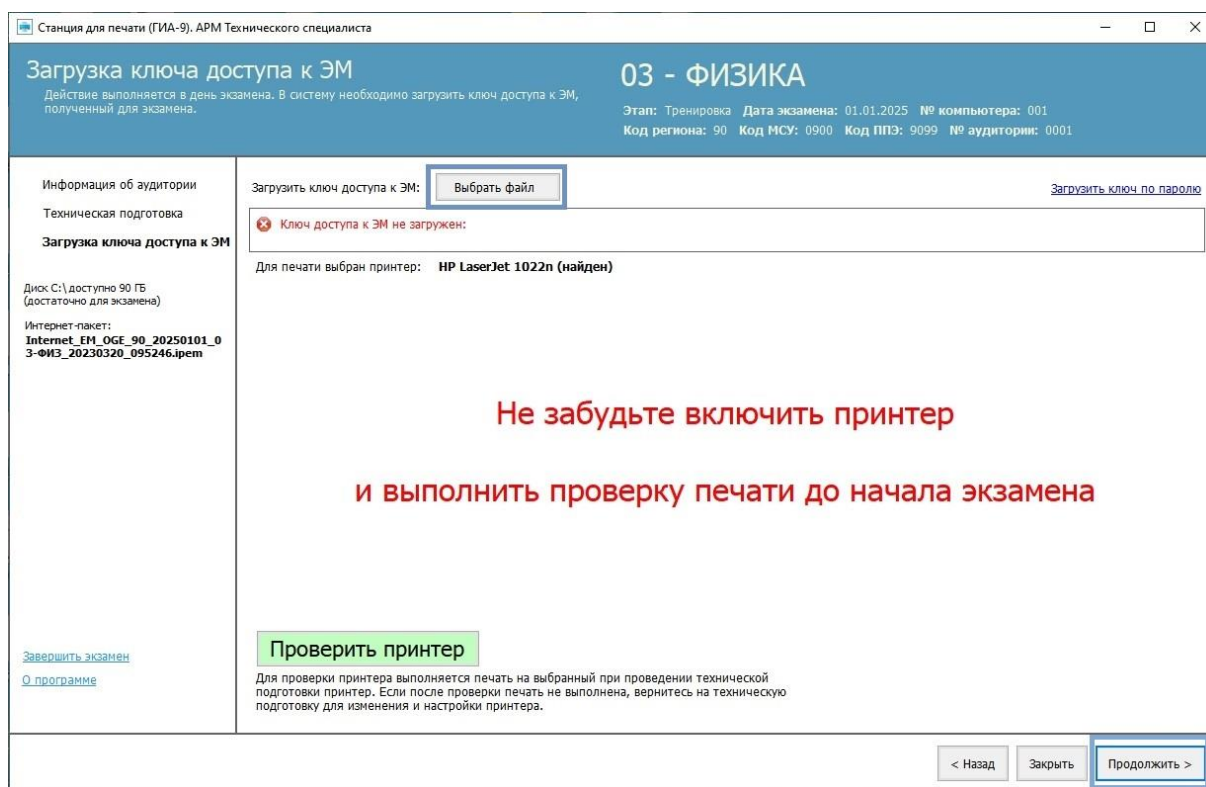 Станция для печати (ГИА-9). АРМ Технического специалиста
Загрузка ключа доступа к ЭМ
Действие выполняется в день экзамена. В систему необходимо загрузить ключ доступа к ЭМ,
полученный для экзамена.
03 - ФИЗИКА
Этап: Тренировка Дата экзамена: 01.01.2025 № компьютера: 001
Код региона: 90 Код МСУ: 0900 Код ППЭ: 9099 № аудитории: 0001
Информация об аудитории
Техническая подготовка
Загрузка ключа доступа к ЭМ
Диск C:\ доступно 90 ГБ
(достаточно для экзамена)
Интернет-пакет:
Internet_EM_OGE_90_20250101_0
3-ФИЗ_20230320_095246.ipem
Завершить экзамен
О программе
Загрузить ключ доступа к ЭМ: Выбрать файл Загрузить ключ по паролю
Ключ доступа к ЭМ не загружен:
Для печати выбран принтер: HP LaserJet 1022n (найден)
Не забудьте включить принтер
и выполнить проверку печати до начала экзамена
Проверить принтер
Для проверки принтера выполняется печать на выбранный при проведении технической
подготовки принтер. Если после проверки печать не выполнена, вернитесь на техническую
подготовку для изменения и настройки принтера.
< Назад Закрыть Продолжить >